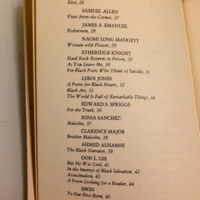 Riot, 26
SAMUEL ALLEN
View from the Corner, 27
JAMES A. EMANUEL
Fisherman, 28
NAOMI LONG MADGETT
Woman with Flower, 29
ETHERIDGE KNIGHT
Hard Rock Returns to Prison, 29
As You Leave Me, 30
For Black Poets Who Think of Suicide, 31
LEROI JONES
A Poem for Black Hearts, 32
Black Art, 33
The World Is Full of Remarkable Things, 34
EDWARD S. SPRIGGS
For the Truth, 36
SONIA SANCHEZ
Malcolm, 37
CLARENCE MAJOR
Brother Malcolm, 38
AHMED ALHAMISI
The Black Narrator, 39
DON L. LEE
But He Was Cool, 41
In the Interest of Black Salvation, 42
Assassination, 43
A Poem Looking for a Reader, 44
EBON
To Our First Born, 46